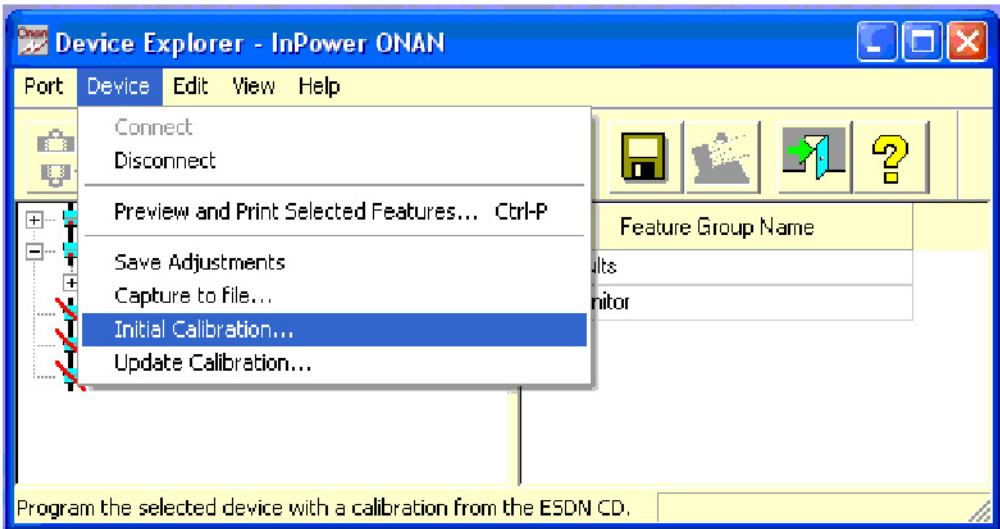 Onan
Device Explorer - InPower ONAN
Port Device Edit View Help
Connect
Disconnect
Preview and Print Selected Features... Ctrl-P
Save Adjustments
Capture to file...
Initial Calibration...
Update Calibration...
Feature Group Name
ults
nitor
Program the selected device with a calibration from the ESDN CD.